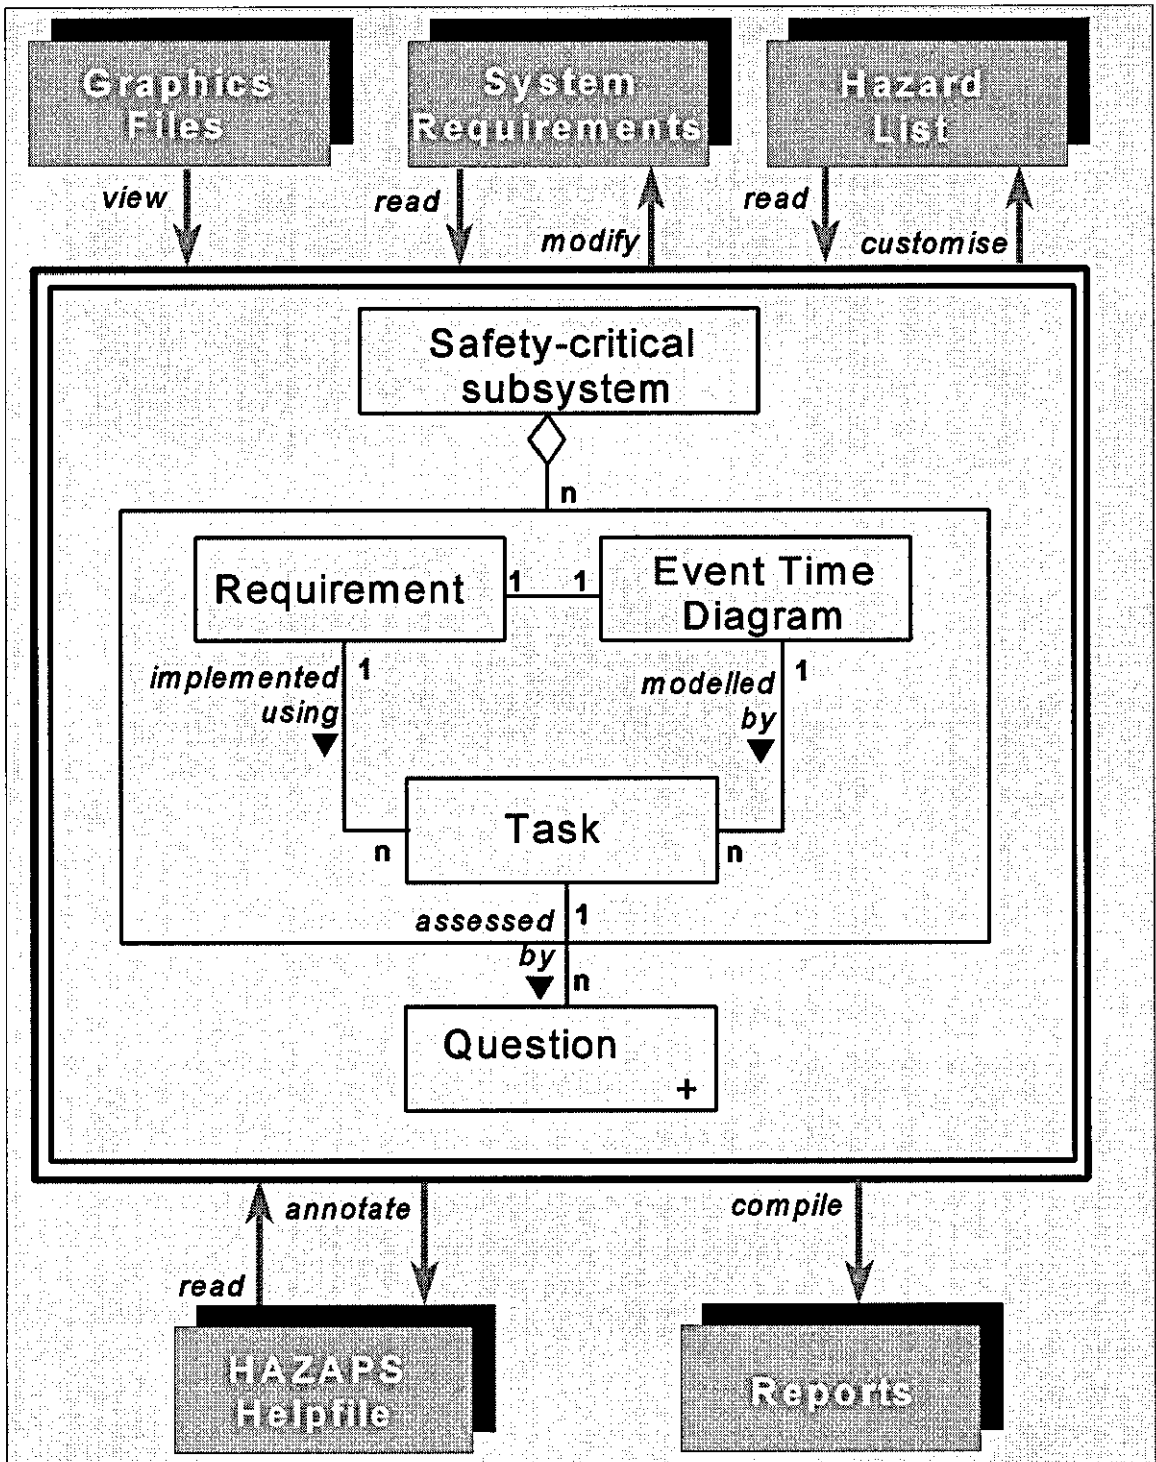 Graphics
Files
System
Requirements
Hazard
List
view
read
modify
read
customise
Safety-critical
subsystem
n
Requirement
1
1
Event Time
Diagram
implemented
using
1
modelled
by
1
Task
n
n
assessed
by
1
n
Question
+
annotate
read
compile
HAZAPS
Helpfile
Reports